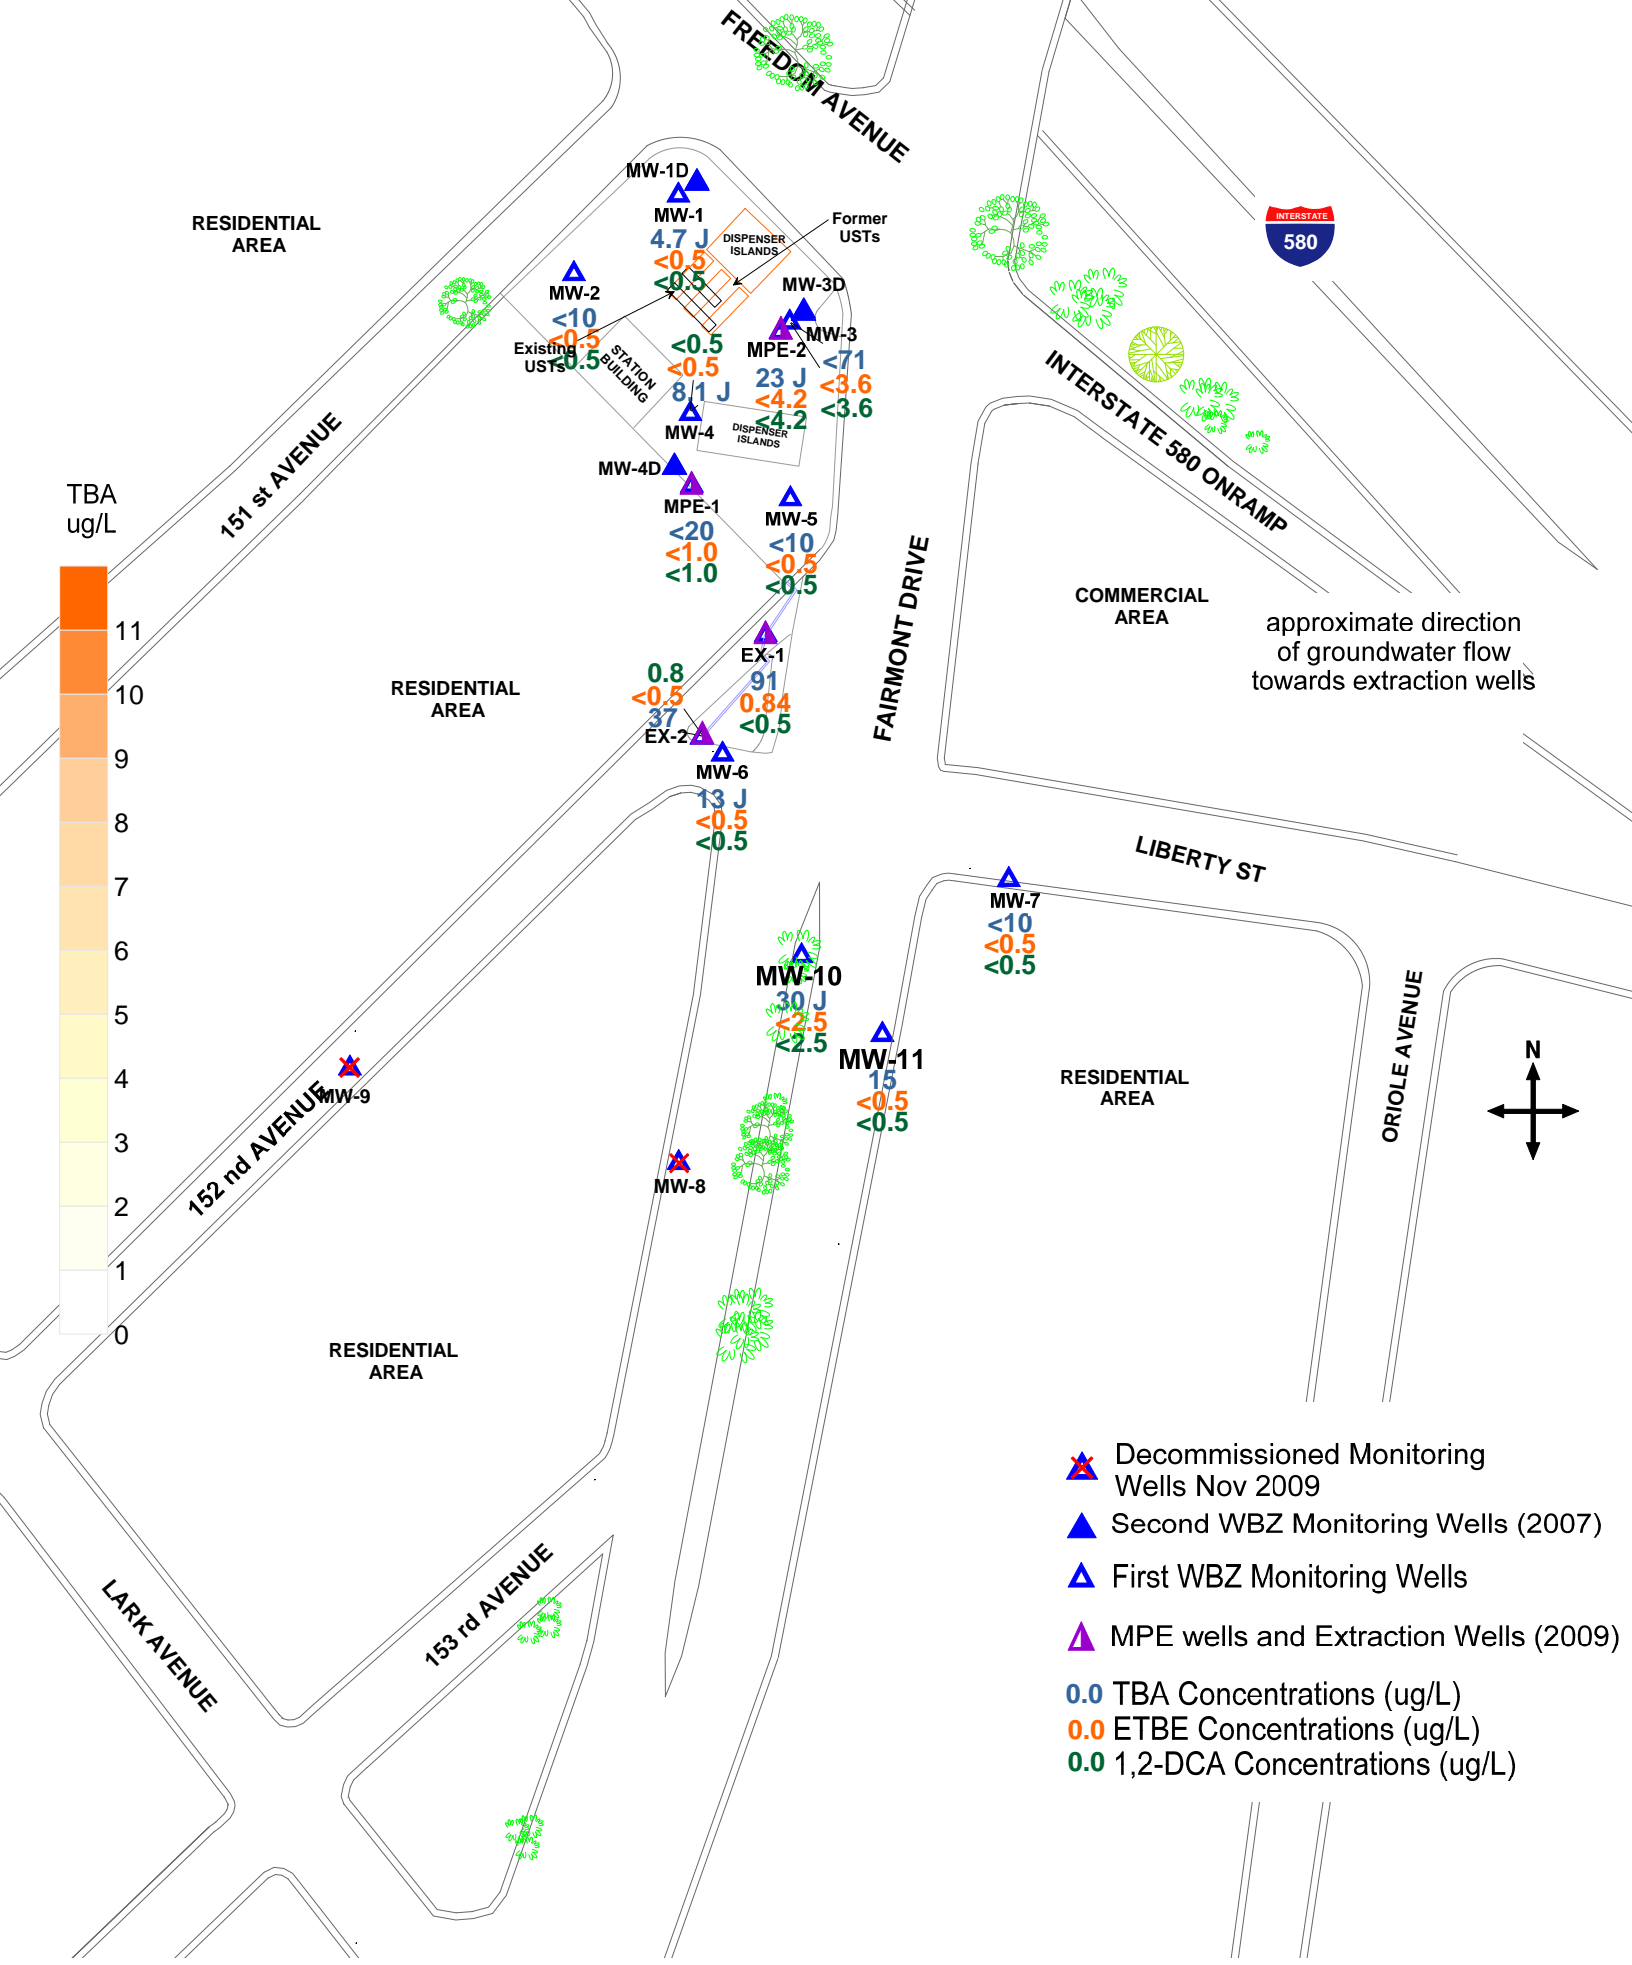 FREEDOM AVENUE
MW-1D
MW-1
4.7 J
<0.5
<0.5
DISPENSER
ISLANDS
Former
USTs
RESIDENTIAL
AREA
INTERSTATE
580
MW-2
<10
<0.5
<0.5
Existing
USTs
STATION
BUILDING
MW-3D
MW-3
<71
<3.6
<3.6
MPE-2
23 J
<4.2
<4.2
<0.5
<0.5
8.1 J
MW-4
DISPENSER
ISLANDS
MW-4D
MPE-1
<20
<1.0
<1.0
MW-5
<10
<0.5
<0.5
151 st AVENUE
INTERSTATE 580 ONRAMP
TBA
ug/L
11
10
9
8
7
6
5
4
3
2
1
0
FAIRMONT DRIVE
COMMERCIAL
AREA
approximate direction
of groundwater flow
towards extraction wells
RESIDENTIAL
AREA
EX-1
91
0.84
<0.5
0.8
<0.5
37
EX-2
MW-6
13 J
<0.5
<0.5
LIBERTY ST
MW-7
<10
<0.5
<0.5
MW-10
30 J
<2.5
<2.5
MW-11
15
<0.5
<0.5
MW-9
152 nd AVENUE
MW-8
RESIDENTIAL
AREA
ORIOLE AVENUE
N
RESIDENTIAL
AREA
LARK AVENUE
153 rd AVENUE
Decommissioned Monitoring
Wells Nov 2009
Second WBZ Monitoring Wells (2007)
First WBZ Monitoring Wells
MPE wells and Extraction Wells (2009)
0.0 TBA Concentrations (ug/L)
0.0 ETBE Concentrations (ug/L)
0.0 1,2-DCA Concentrations (ug/L)